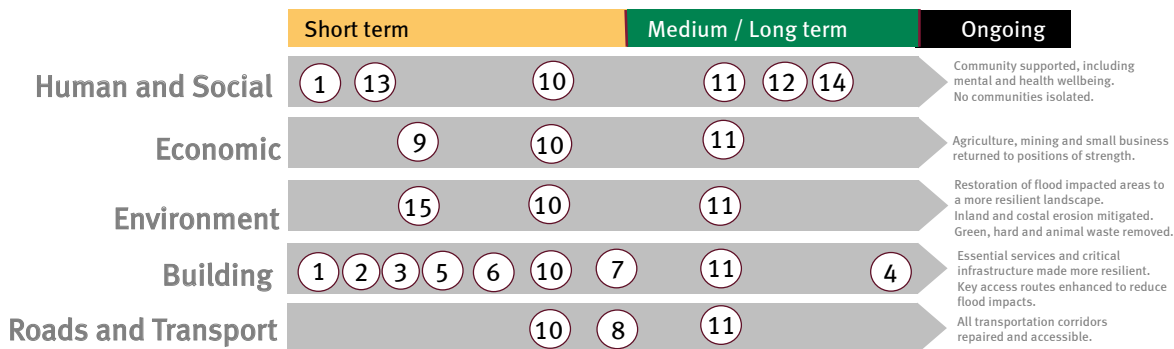 Short term Medium / Long term Ongoing
Human and Social 1 13 10 11 12 14
Community supported, including
mental and health wellbeing.
No communities isolated.
Economic 9 10 11
Agriculture, mining and small business
returned to positions of strength.
Environment 15 10 11
Restoration of flood impacted areas to
a more resilient landscape.
Inland and costal erosion mitigated.
Green, hard and animal waste removed.
Building 1 2 3 5 6 10 7 11 4
Essential services and critical
infrastructure made more resilient.
Key access routes enhanced to reduce
flood impacts.
Roads and Transport 10 8 11
All transportation corridors
repaired and accessible.